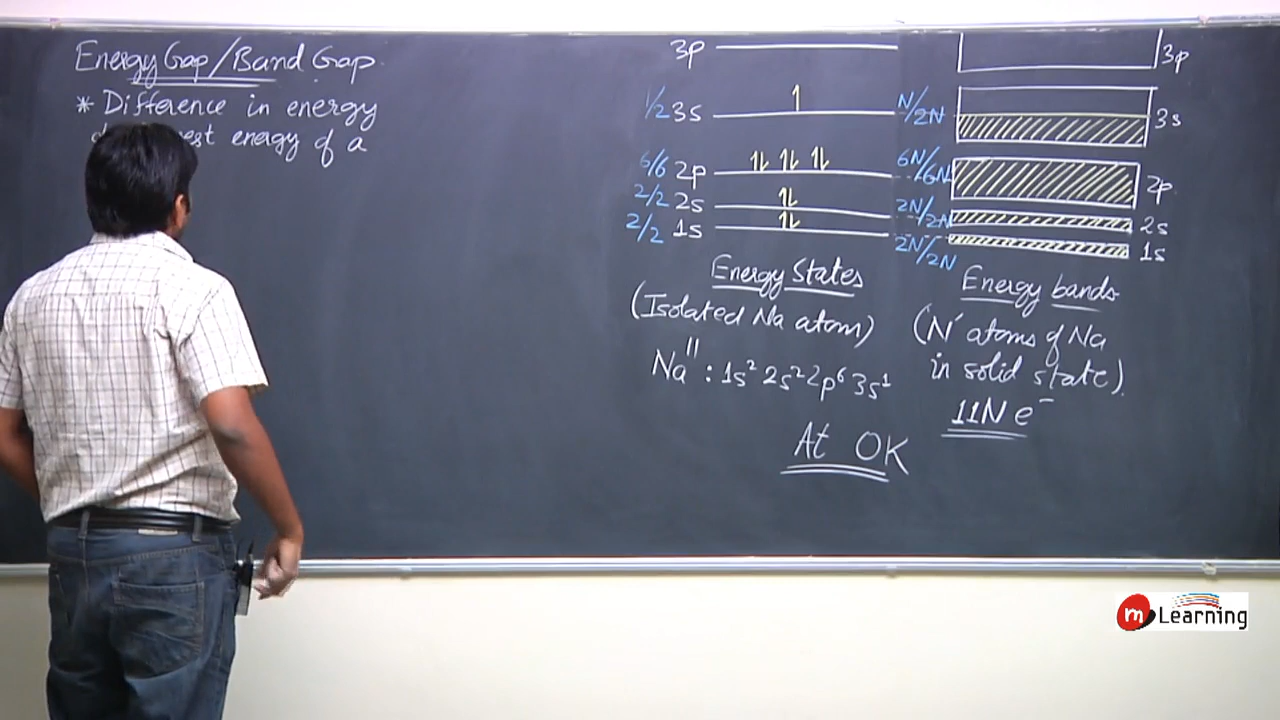 Energy Gap/Band Gap
* Difference in energy
energy of a
3p
1/2 3s
6/6 2p
2/2 2s
2/2 1s
Energy States
(Isolated Na atom)
Na¹¹ : 1s² 2s² 2p⁶ 3s¹
At 0K
3p
N/2N 3s
6N/6N 2p
2N/2N 2s
2N/2N 1s
Energy bands
('N' atoms of Na
in solid state)
11N e⁻
m Learning